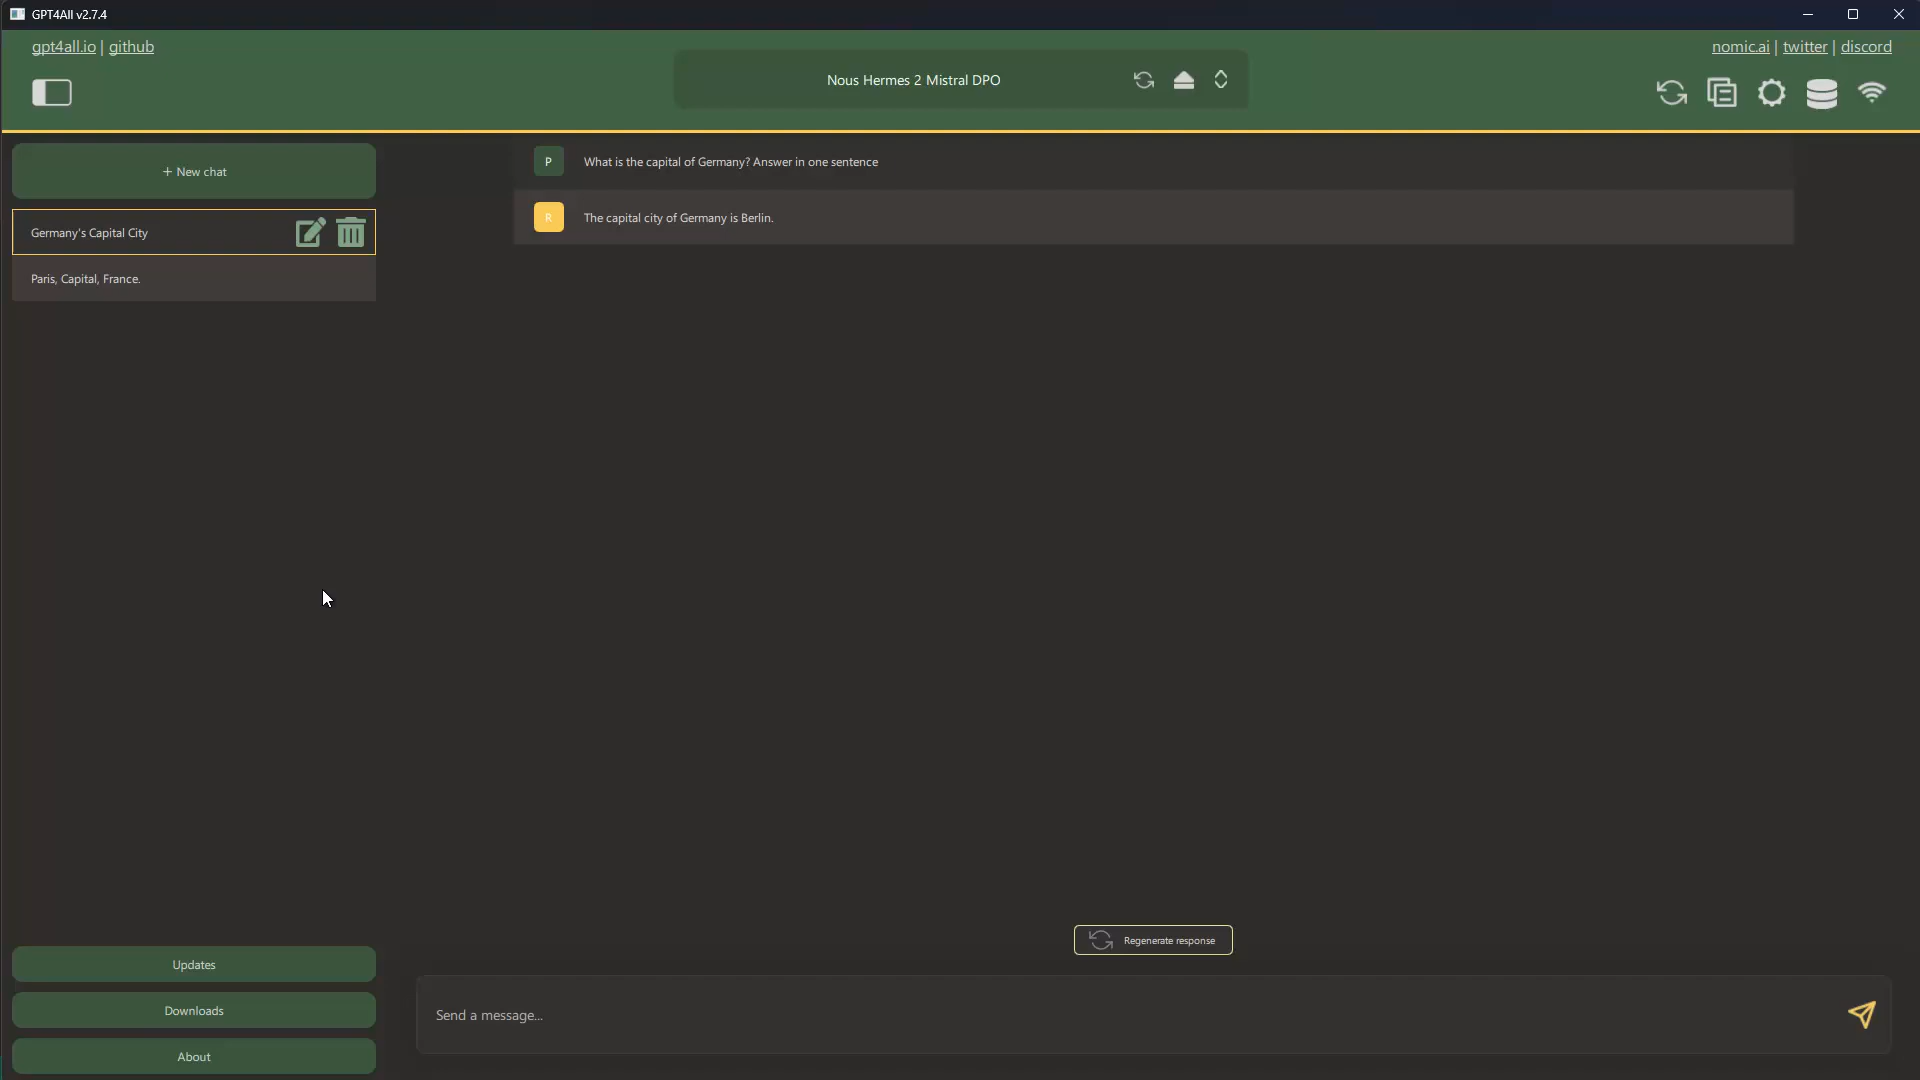 GPT4All v2.7.4
gpt4all.io | github
nomic.ai | twitter | discord
Nous Hermes 2 Mistral DPO
+ New chat
Germany's Capital City
Paris, Capital, France.
P
What is the capital of Germany? Answer in one sentence
R
The capital city of Germany is Berlin.
Regenerate response
Send a message...
Updates
Downloads
About